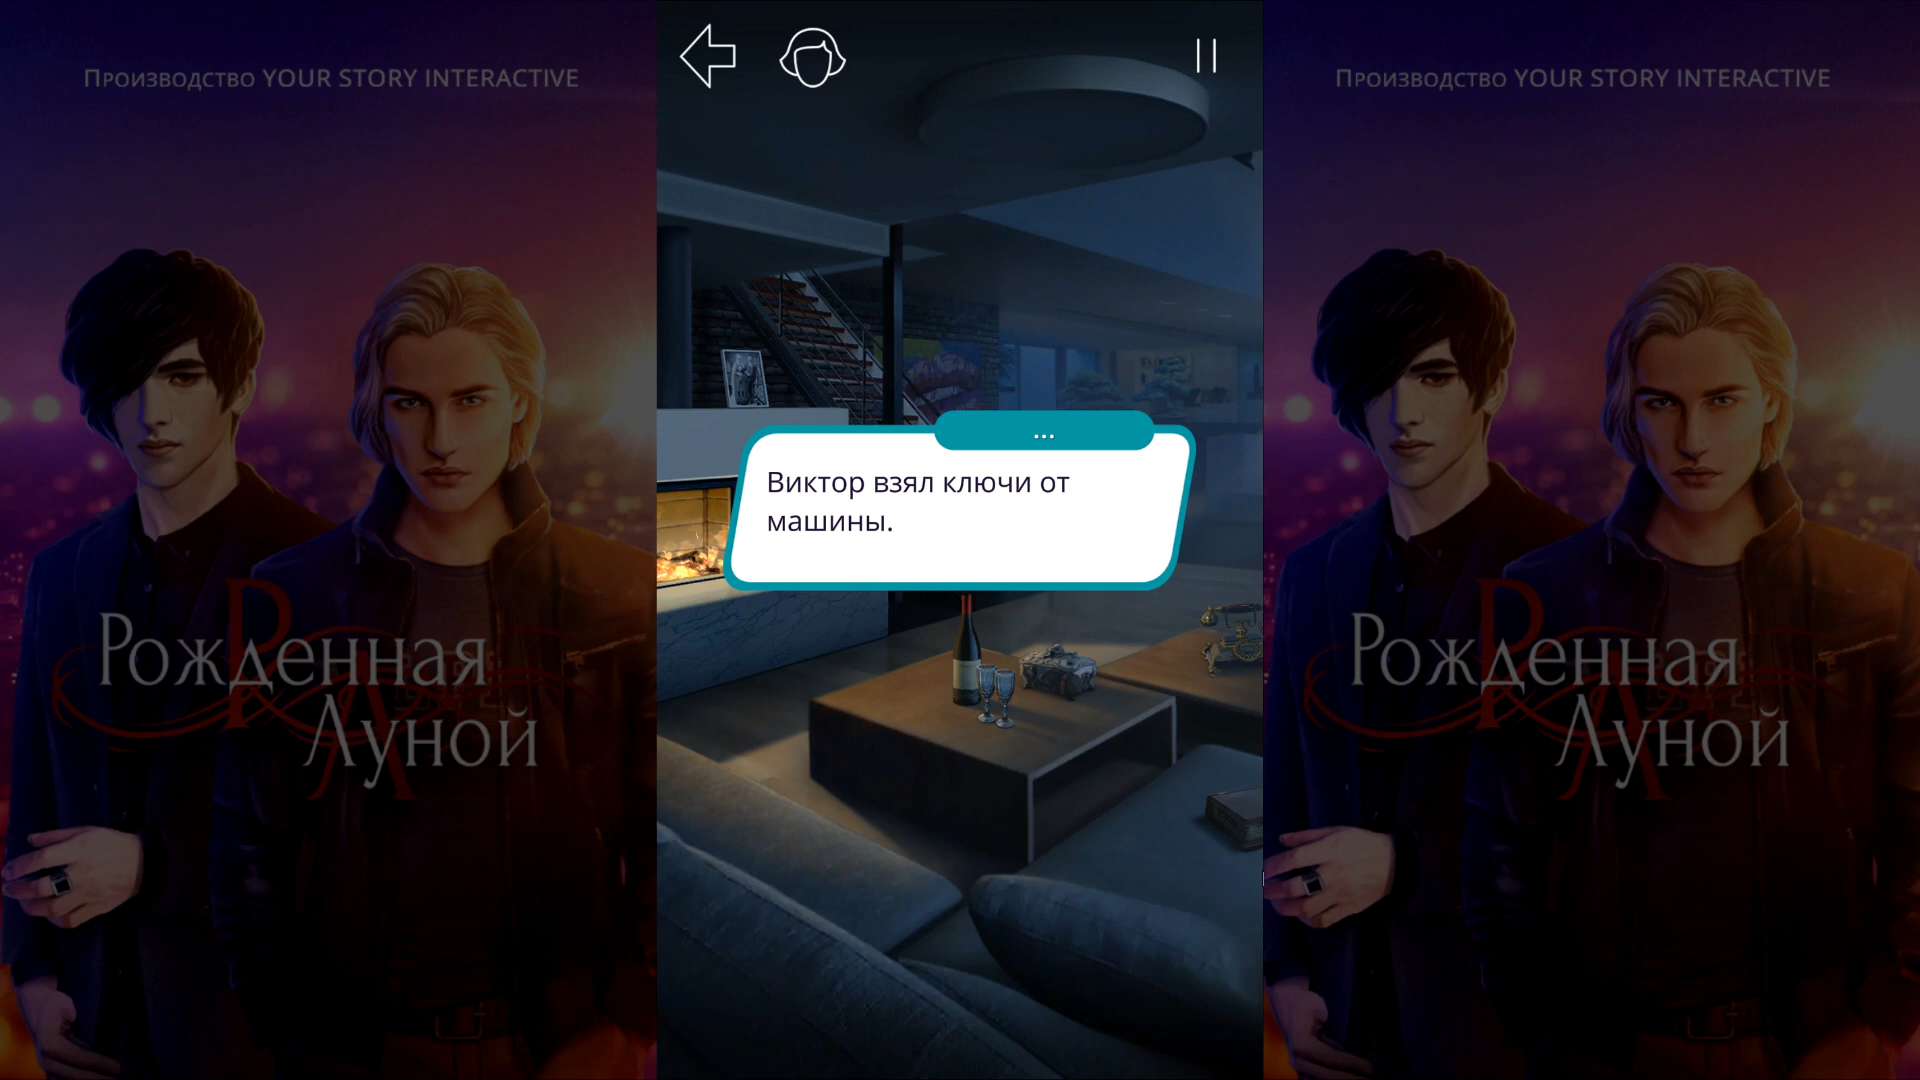 Производство YOUR STORY INTERACTIVE
Рожденная
Луной
...
Виктор взял ключи от
машины.
Производство YOUR STORY INTERACTIVE
Рожденная
Луной